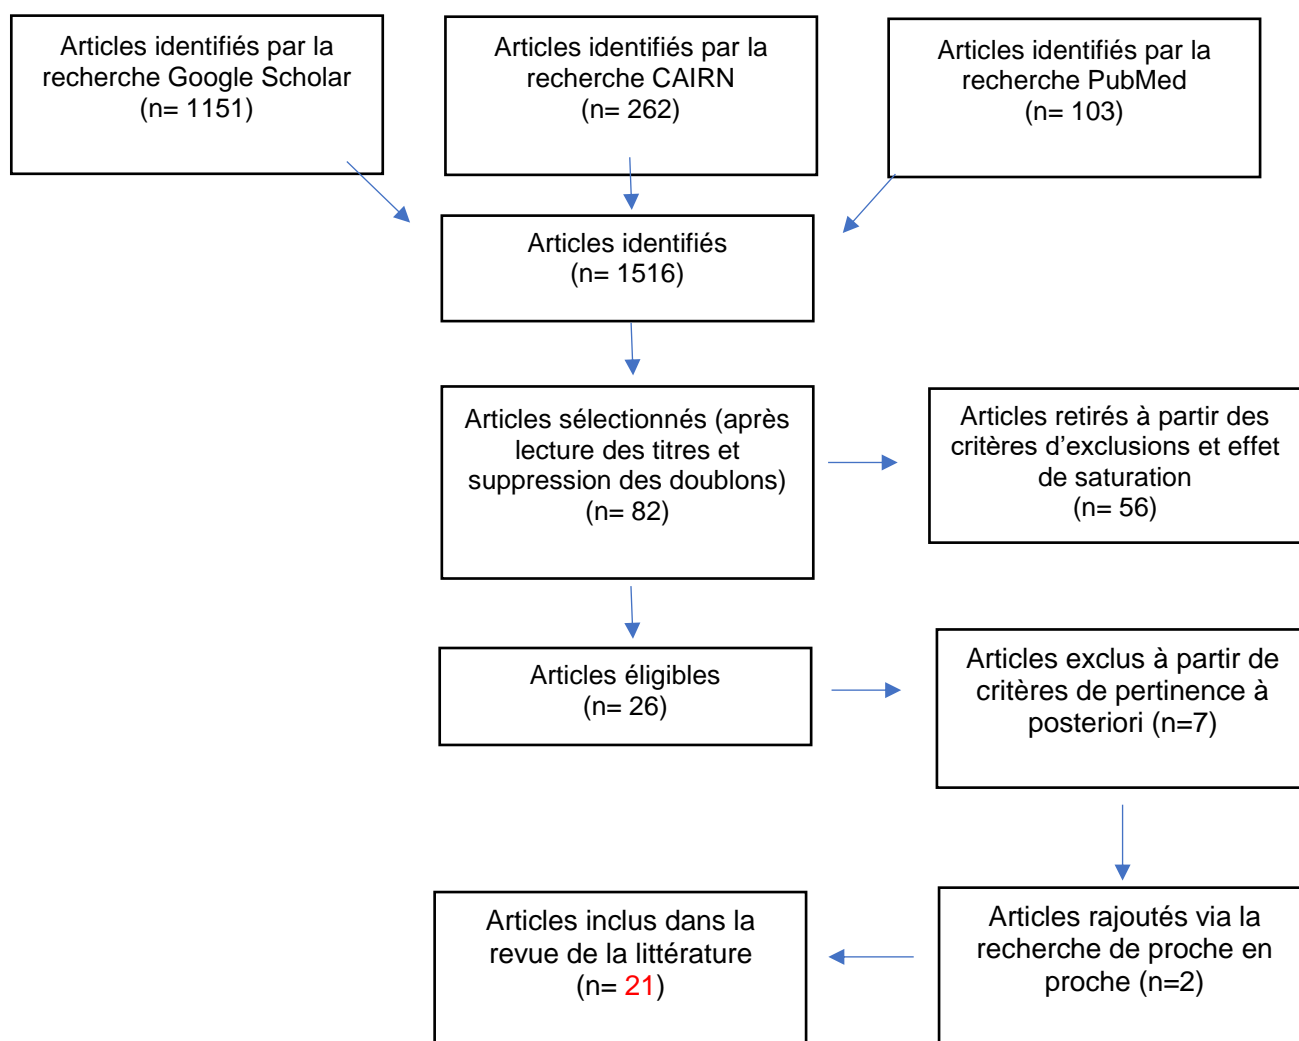 Articles identifiés par la
recherche Google Scholar
(n= 1151)
Articles identifiés par la
recherche CAIRN
(n= 262)
Articles identifiés par la
recherche PubMed
(n= 103)
Articles identifiés
(n= 1516)
Articles sélectionnés (après
lecture des titres et
suppression des doublons)
(n= 82)
Articles retirés à partir des
critères d’exclusions et effet
de saturation
(n= 56)
Articles éligibles
(n= 26)
Articles exclus à partir de
critères de pertinence à
posteriori (n=7)
Articles inclus dans la
revue de la littérature
(n= 21)
Articles rajoutés via la
recherche de proche en
proche (n=2)